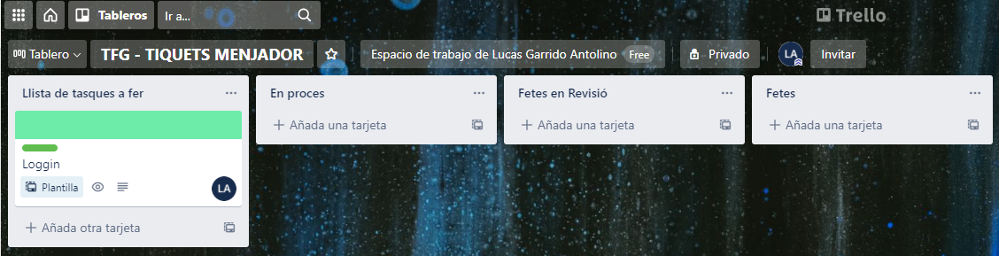 Tableros
Ir a...
Trello
Tablero
TFG - TIQUETS MENJADOR
Espacio de trabajo de Lucas Garrido Antolino
Free
Privado
LA
Invitar
Llista de tasques a fer
Loggin
Plantilla
LA
Añada otra tarjeta
En proces
Añada una tarjeta
Fetes en Revisió
Añada una tarjeta
Fetes
Añada una tarjeta